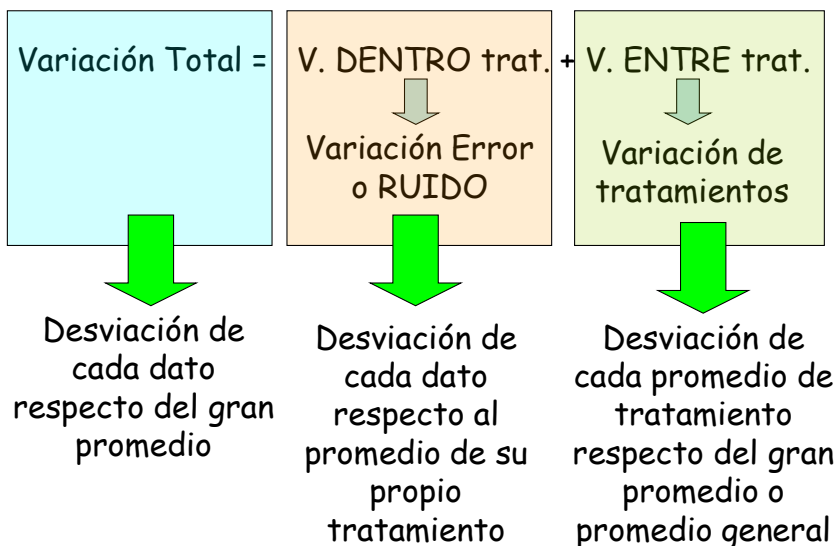 Variación Total = V. DENTRO trat. + V. ENTRE trat.
Variación Error
o RUIDO
Variación de
tratamientos
Desviación de
cada dato
respecto del gran
promedio
Desviación de
cada dato
respecto al
promedio de su
propio
tratamiento
Desviación de
cada promedio de
tratamiento
respecto del gran
promedio o
promedio general